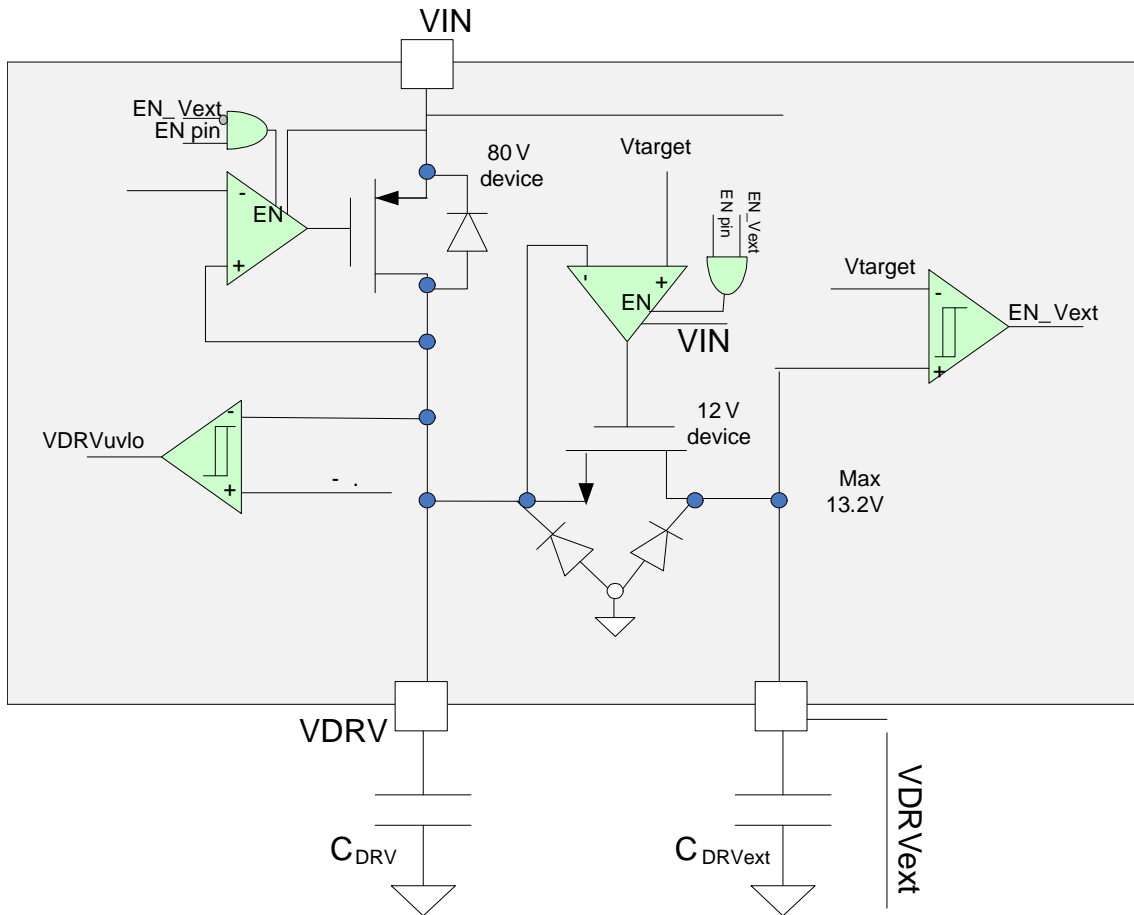 VIN
EN_Vext
EN pin
-
EN
+
80 V
device
Vtarget
EN pin
EN_Vext
-
+
EN
VIN
Vtarget
-
+
EN_Vext
12 V
device
VDRVuvlo
-
+
- .
Max
13.2V
VDRV
VDRVext
CDRV
CDRVext